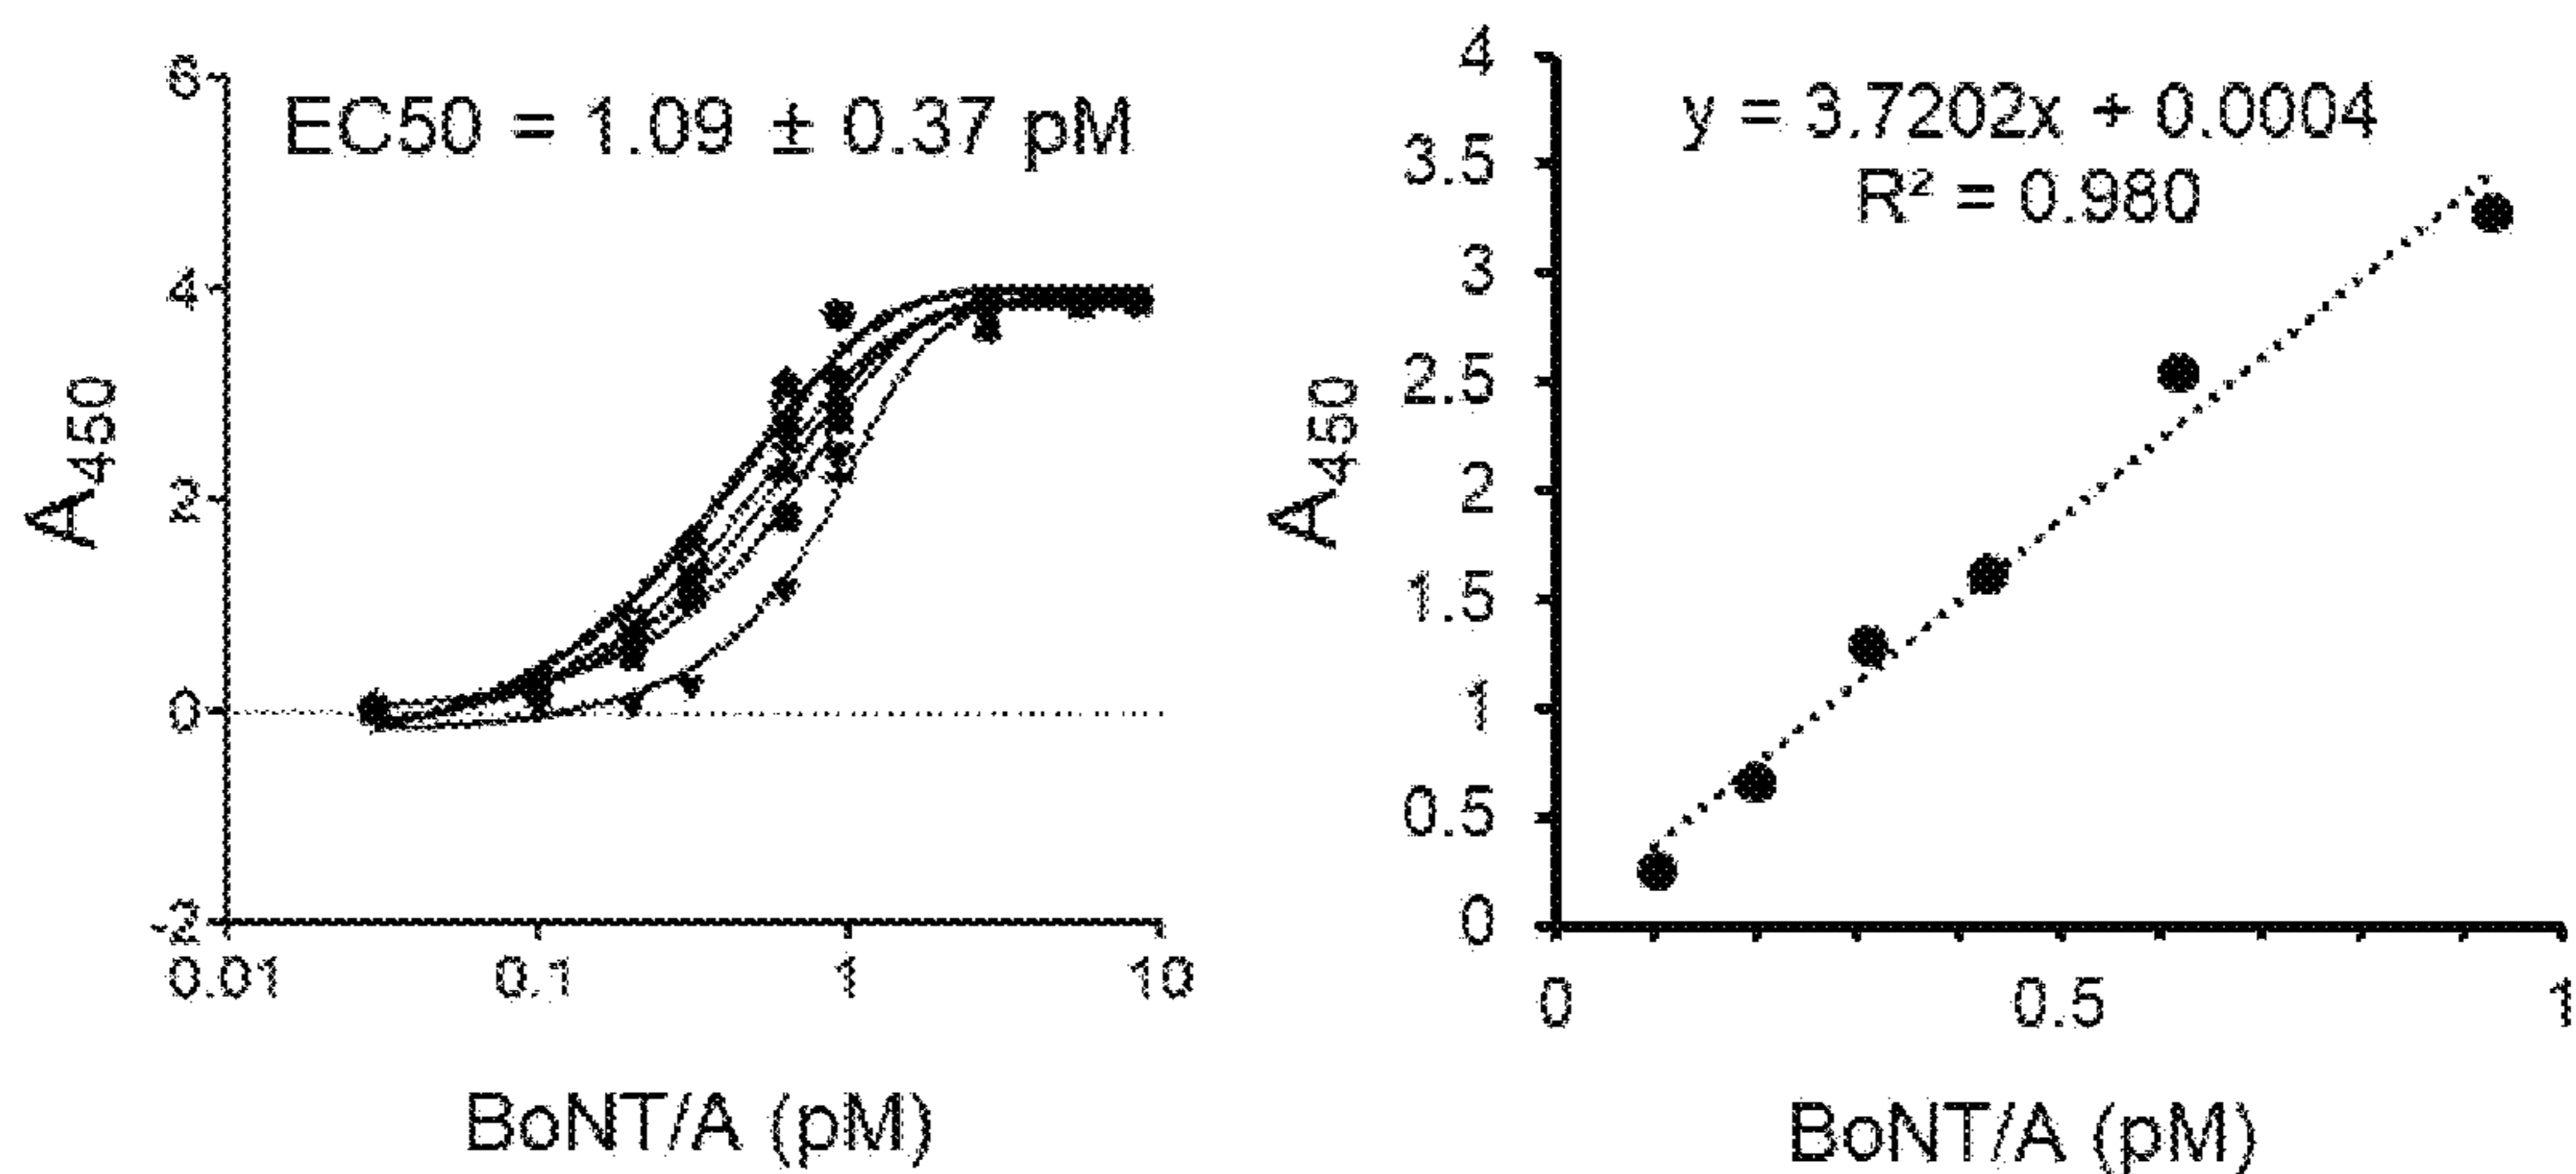 6
EC50 = 1.09 ± 0.37 pM
4
2
0
-2
A450
0.01 0.1 1 10
BoNT/A (pM)
4
y = 3.7202x + 0.0004
3.5
R² = 0.980
3
2.5
2
1.5
1
0.5
0
A450
0 0.5 1
BoNT/A (pM)